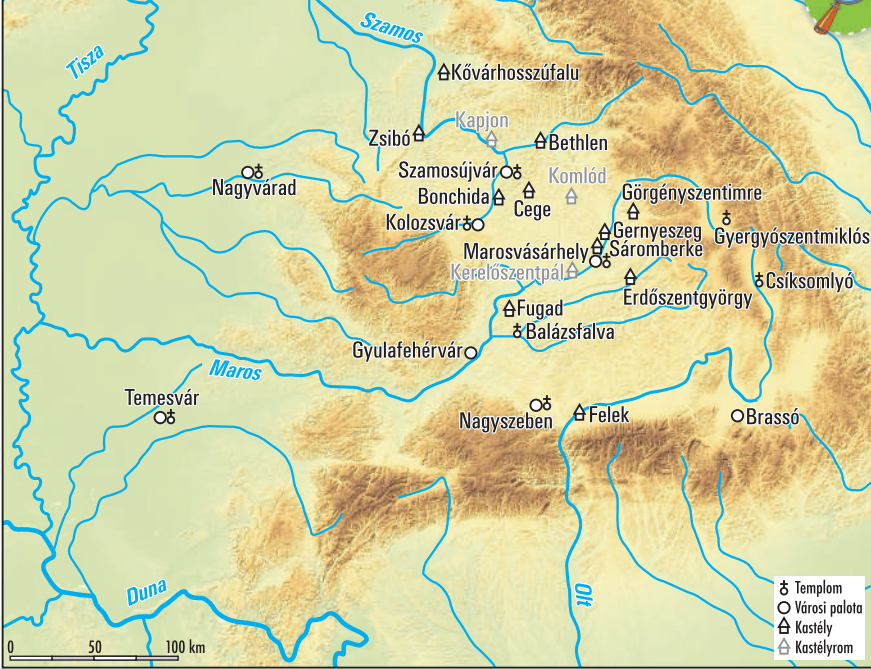 Szamos
Tisza
Kővárhosszúfalu
Kapjon
Zsibó
Bethlen
Szamosújvár
Komlód
Nagyvárad
Bonchida
Cege
Görgényszentimre
Kolozsvár
Gernyeszeg
Gyergyószentmiklós
Marosvásárhely
Sáromberke
Kerelőszentpál
Csíksomlyó
Erdőszentgyörgy
Fugad
Balázsfalva
Gyulafehérvár
Maros
Temesvár
Nagyszeben
Felek
Brassó
Duna
Olt
Templom
Városi palota
Kastély
Kastélyrom
0 50 100 km